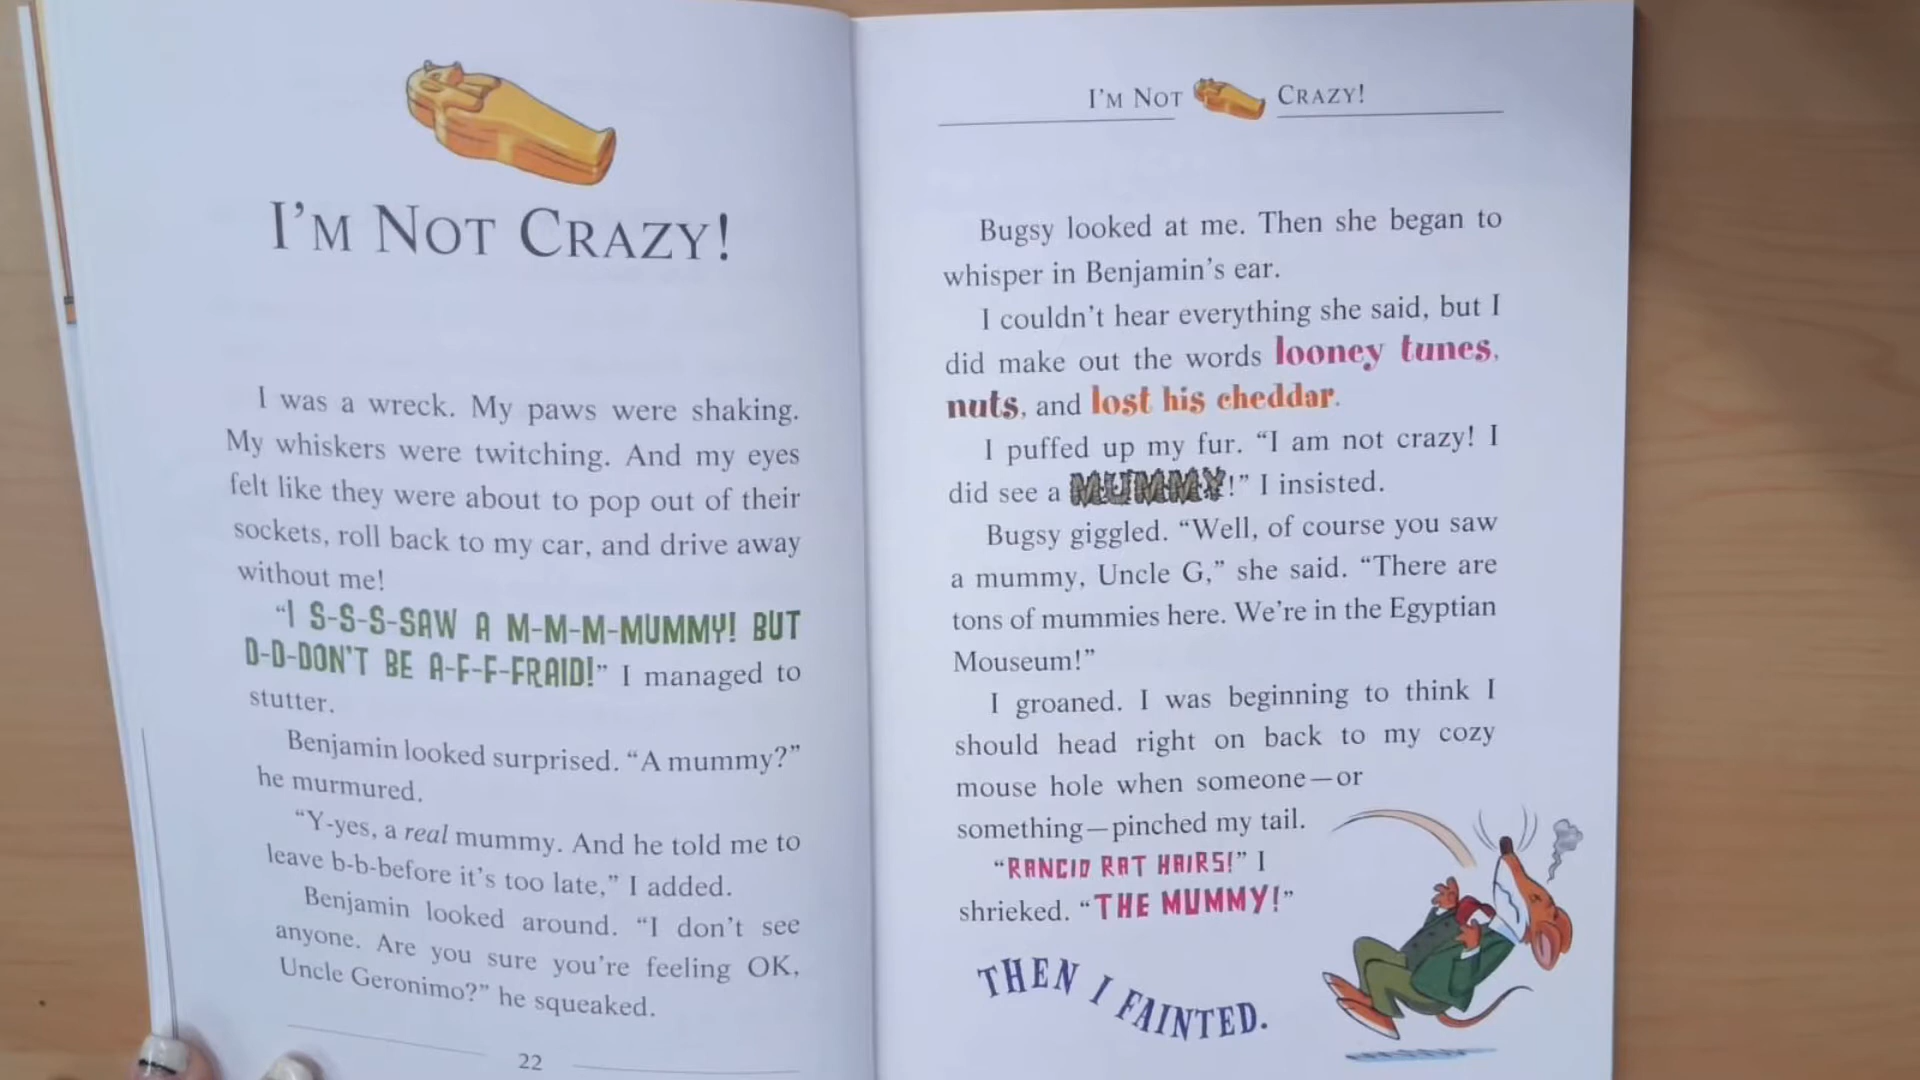 I'M NOT CRAZY!
I was a wreck. My paws were shaking.
My whiskers were twitching. And my eyes
felt like they were about to pop out of their
sockets, roll back to my car, and drive away
without me!
“I S-S-S-SAW A M-M-M-MUMMY! BUT
D-D-DON'T BE A-F-F-FRAID!” I managed to
stutter.
Benjamin looked surprised. “A mummy?”
he murmured.
“Y-yes, a real mummy. And he told me to
leave b-b-before it's too late,” I added.
Benjamin looked around. “I don't see
anyone. Are you sure you're feeling OK,
Uncle Geronimo?” he squeaked.
22
I'M NOT CRAZY!
Bugsy looked at me. Then she began to
whisper in Benjamin's ear.
I couldn't hear everything she said, but I
did make out the words looney tunes,
nuts, and lost his cheddar.
I puffed up my fur. “I am not crazy! I
did see a MUMMY!” I insisted.
Bugsy giggled. “Well, of course you saw
a mummy, Uncle G,” she said. “There are
tons of mummies here. We're in the Egyptian
Mouseum!”
I groaned. I was beginning to think I
should head right on back to my cozy
mouse hole when someone—or
something—pinched my tail.
“RANCID RAT HAIRS!” I
shrieked. “THE MUMMY!”
THEN I FAINTED.